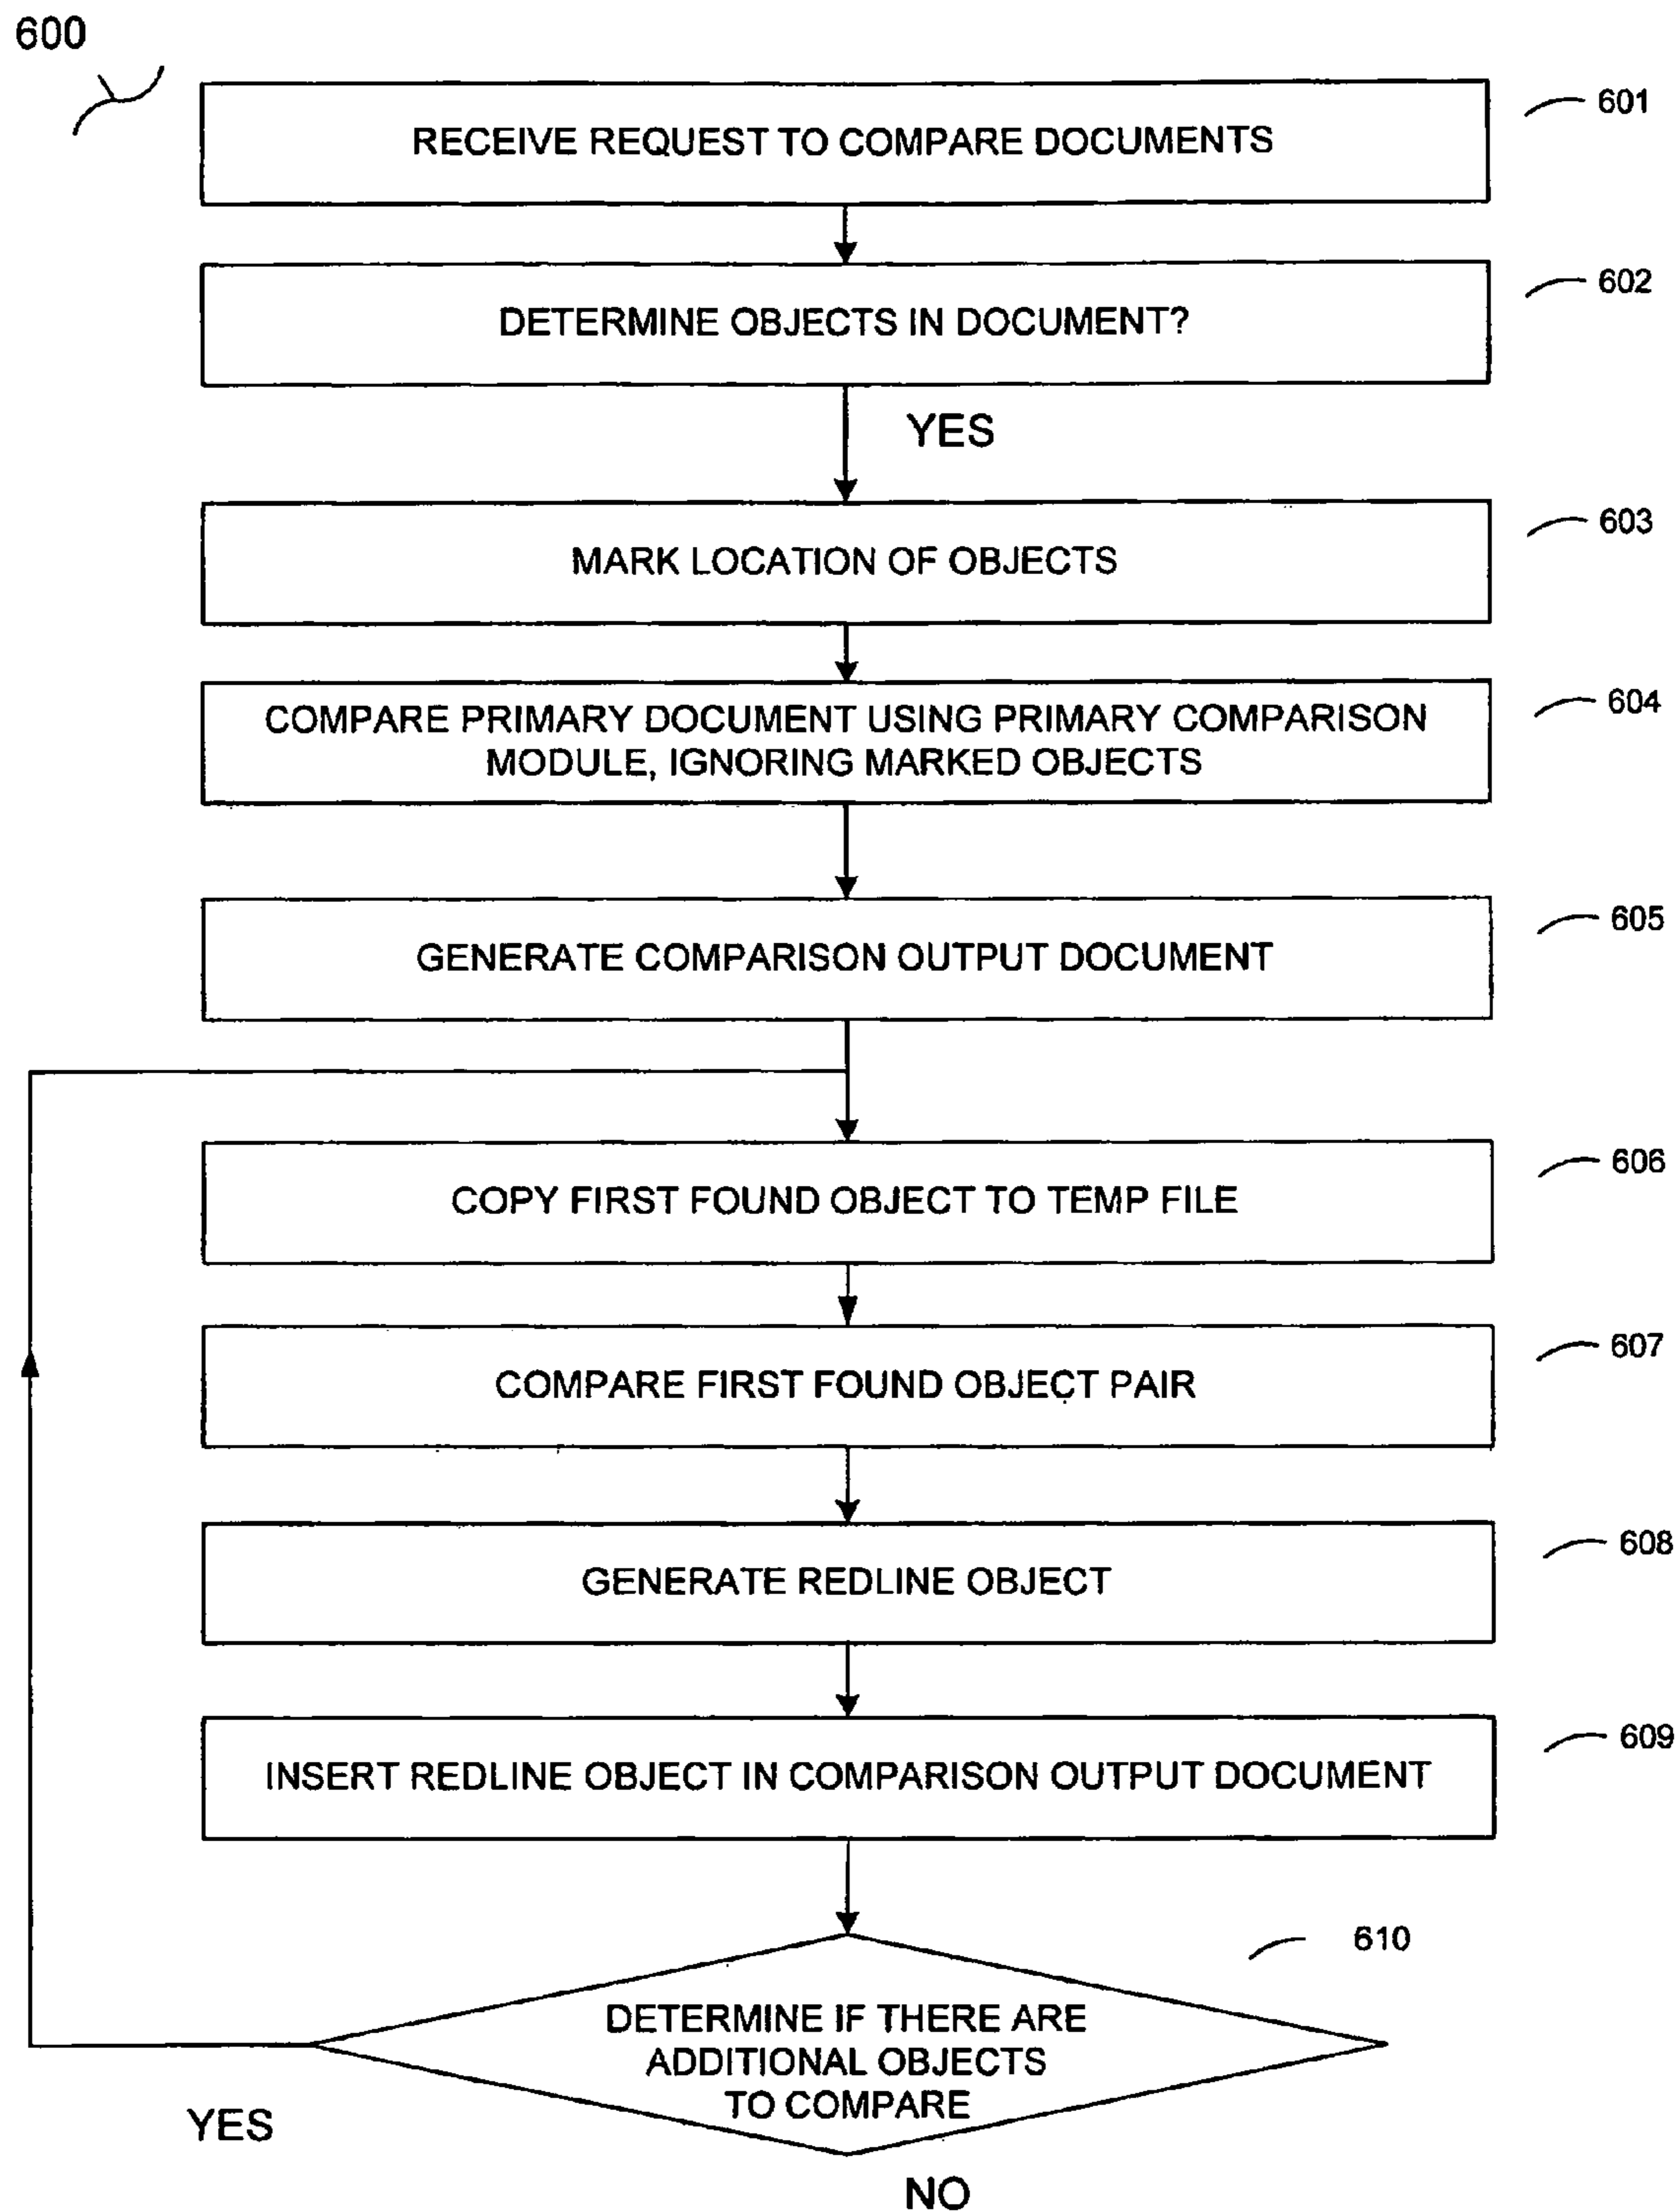 600
RECEIVE REQUEST TO COMPARE DOCUMENTS
601
DETERMINE OBJECTS IN DOCUMENT?
602
YES
MARK LOCATION OF OBJECTS
603
COMPARE PRIMARY DOCUMENT USING PRIMARY COMPARISON
MODULE, IGNORING MARKED OBJECTS
604
GENERATE COMPARISON OUTPUT DOCUMENT
605
COPY FIRST FOUND OBJECT TO TEMP FILE
606
COMPARE FIRST FOUND OBJECT PAIR
607
GENERATE REDLINE OBJECT
608
INSERT REDLINE OBJECT IN COMPARISON OUTPUT DOCUMENT
609
610
DETERMINE IF THERE ARE
ADDITIONAL OBJECTS
TO COMPARE
YES
NO